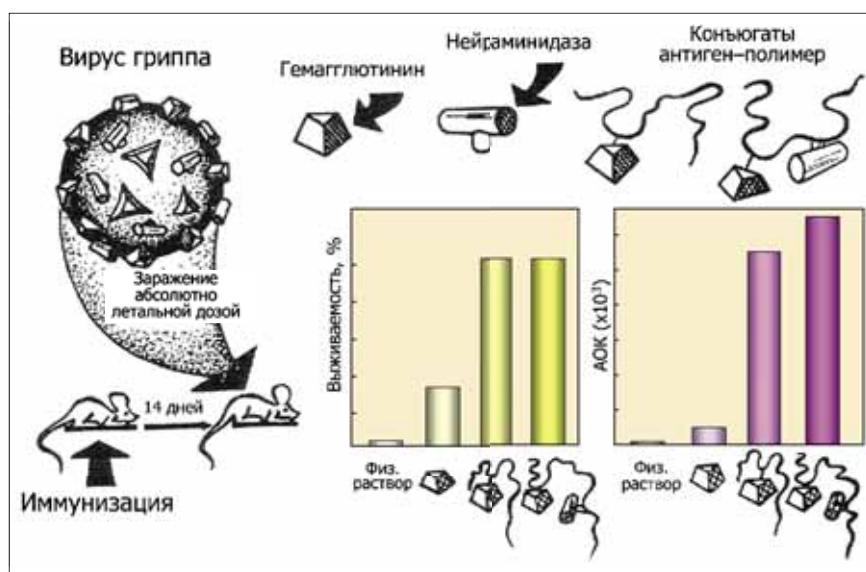 Вирус гриппа
Гемагглютинин
Нейраминидаза
Конъюгаты
антиген–полимер
Заражение
абсолютно
летальной дозой
14 дней
Иммунизация
Выживаемость, %
Физ.
раствор
АОК (х10³)
Физ.
раствор